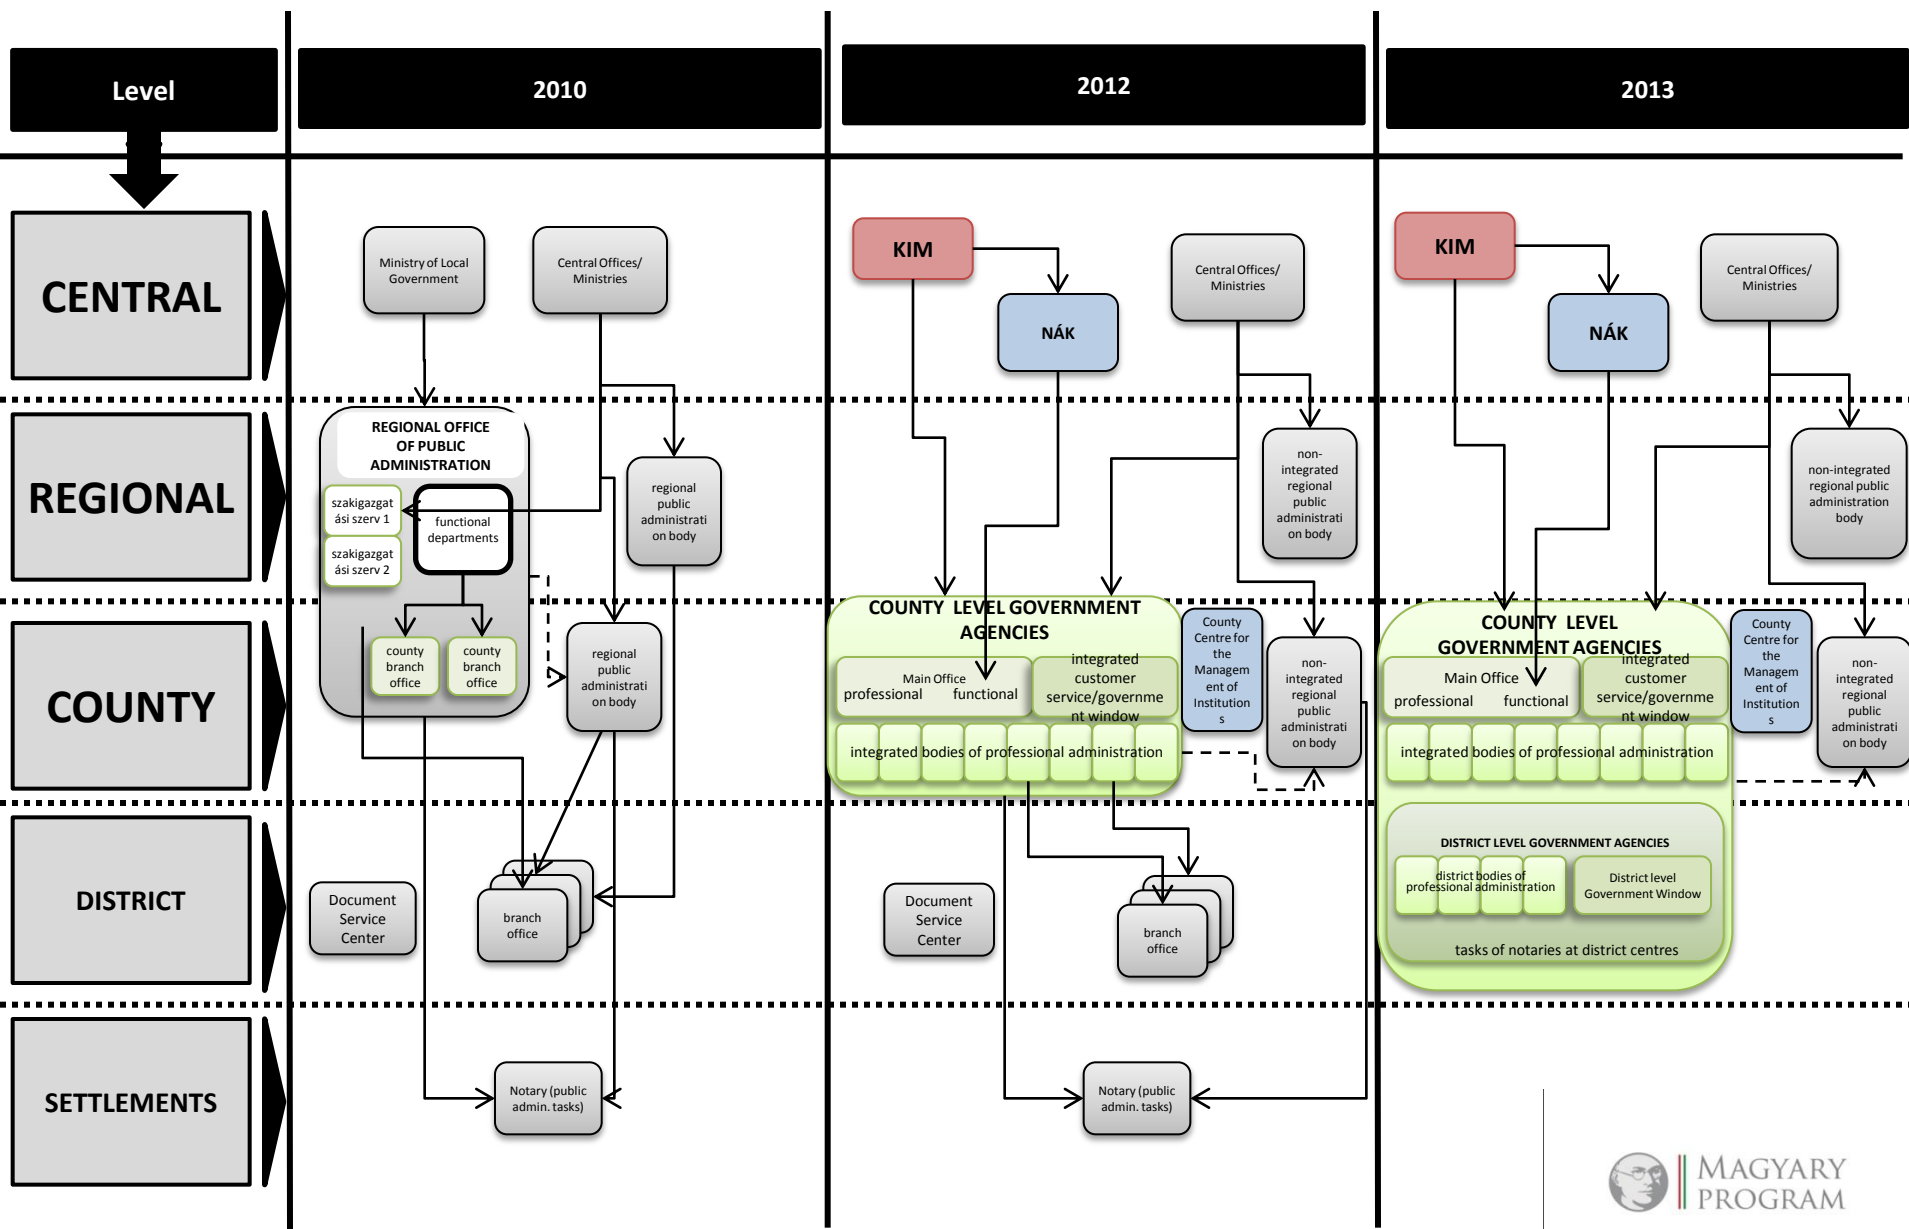 Level
2010
2012
2013
CENTRAL
REGIONAL
COUNTY
DISTRICT
SETTLEMENTS
Ministry of Local
Government
Central Offices/
Ministries
REGIONAL OFFICE
OF PUBLIC
ADMINISTRATION
szakigazgat
ási szerv 1
szakigazgat
ási szerv 2
functional
departments
regional
public
administrati
on body
county
branch
office
county
branch
office
regional
public
administrati
on body
Document
Service
Center
branch
office
Notary (public
admin. tasks)
KIM
NÁK
Central Offices/
Ministries
non-
integrated
regional
public
administrati
on body
COUNTY LEVEL GOVERNMENT
AGENCIES
Main Office
professional functional
integrated
customer
service/governme
nt window
integrated bodies of professional administration
County
Centre for
the
Managem
ent of
Institution
s
non-
integrated
regional
public
administrati
on body
Document
Service
Center
branch
office
Notary (public
admin. tasks)
KIM
NÁK
Central Offices/
Ministries
non-integrated
regional public
administration
body
COUNTY LEVEL
GOVERNMENT AGENCIES
Main Office
professional functional
integrated
customer
service/governme
nt window
integrated bodies of professional administration
County
Centre for
the
Managem
ent of
Institution
s
non-
integrated
regional
public
administrati
on body
DISTRICT LEVEL GOVERNMENT AGENCIES
district bodies of
professional administration
District level
Government Window
tasks of notaries at district centres
MAGYARY
PROGRAM